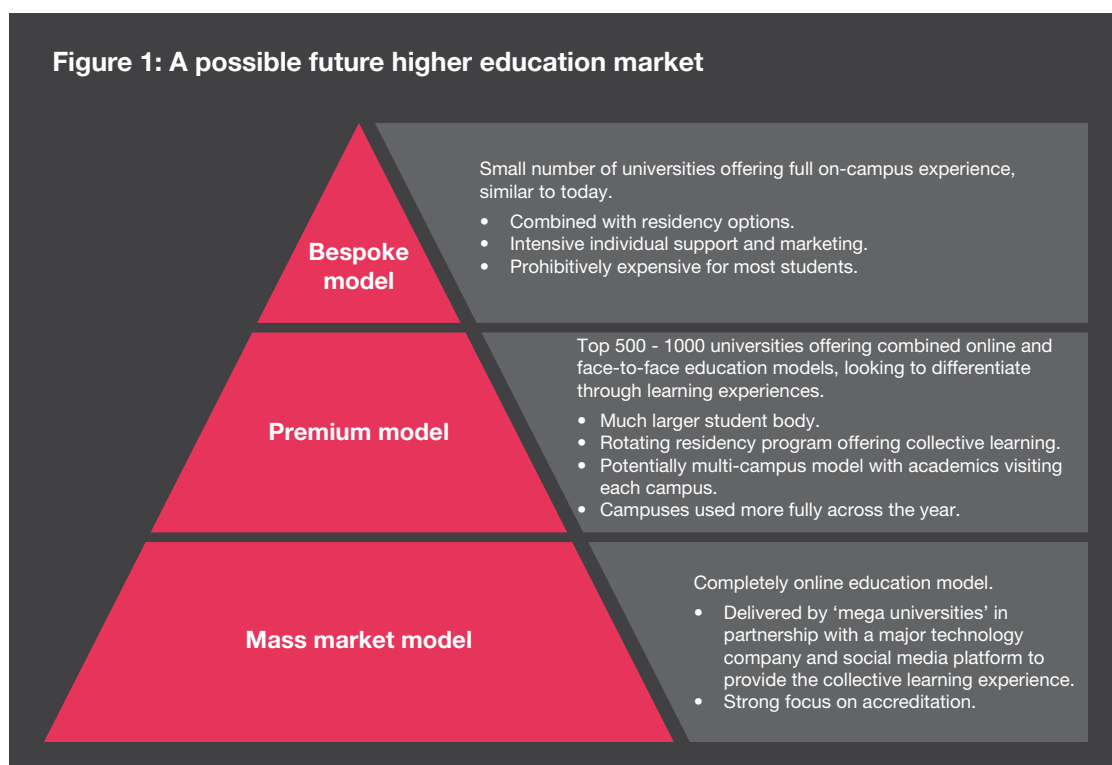 Figure 1: A possible future higher education market
Bespoke
model
Small number of universities offering full on-campus experience,
similar to today.
• Combined with residency options.
• Intensive individual support and marketing.
• Prohibitively expensive for most students.
Premium model
Top 500 - 1000 universities offering combined online and
face-to-face education models, looking to differentiate
through learning experiences.
• Much larger student body.
• Rotating residency program offering collective learning.
• Potentially multi-campus model with academics visiting
each campus.
• Campuses used more fully across the year.
Mass market model
Completely online education model.
• Delivered by ‘mega universities’ in
partnership with a major technology
company and social media platform to
provide the collective learning experience.
• Strong focus on accreditation.